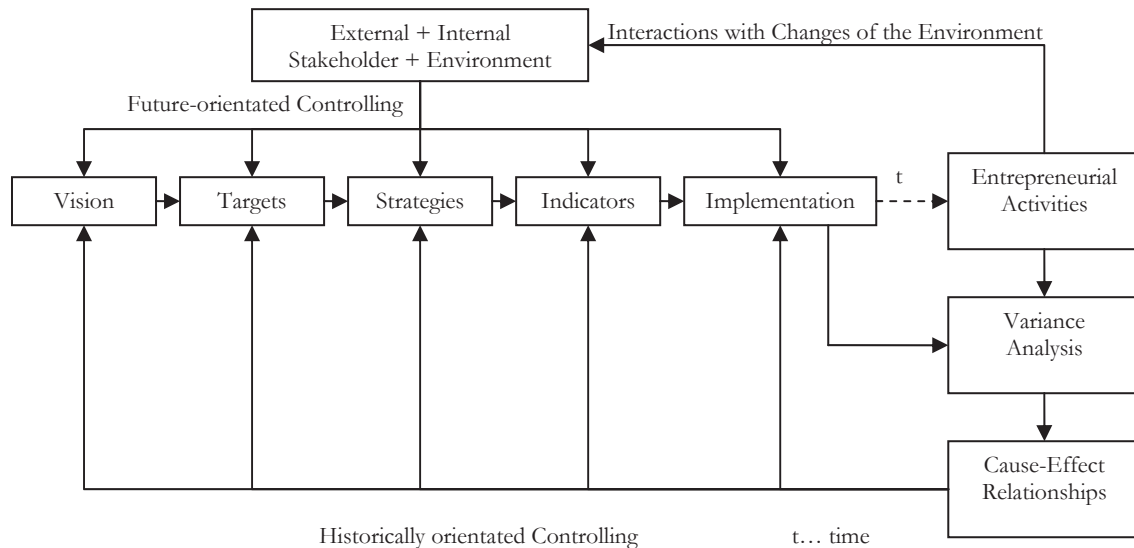 External + Internal
Stakeholder + Environment
Interactions with Changes of the Environment
Future-orientated Controlling
Vision
Targets
Strategies
Indicators
Implementation
t
Entrepreneurial
Activities
Variance
Analysis
Cause-Effect
Relationships
Historically orientated Controlling
t… time